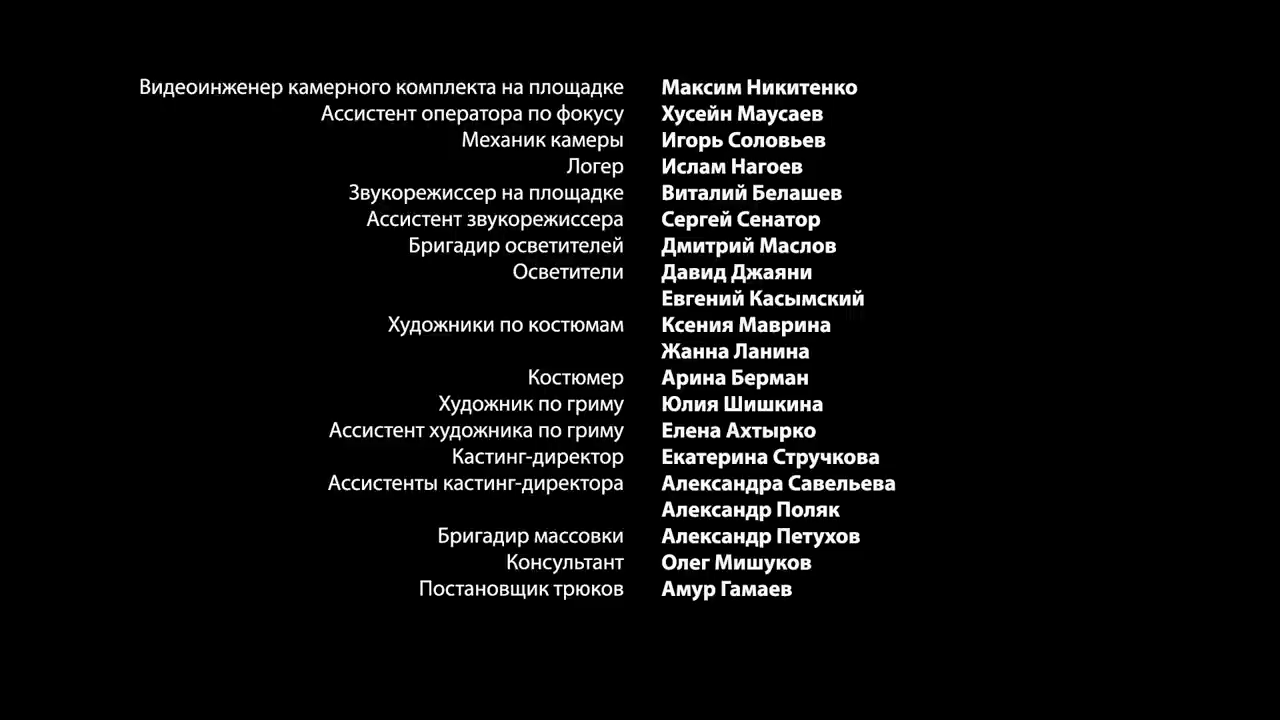 Видеоинженер камерного комплекта на площадке Максим Никитенко
Ассистент оператора по фокусу Хусейн Маусаев
Механик камеры Игорь Соловьев
Логер Ислам Нагоев
Звукорежиссер на площадке Виталий Белашев
Ассистент звукорежиссера Сергей Сенатор
Бригадир осветителей Дмитрий Маслов
Осветители Давид Джаяни
Евгений Касымский
Художники по костюмам Ксения Маврина
Жанна Ланина
Костюмер Арина Берман
Художник по гриму Юлия Шишкина
Ассистент художника по гриму Елена Ахтырко
Кастинг-директор Екатерина Стручкова
Ассистенты кастинг-директора Александра Савельева
Александр Поляк
Бригадир массовки Александр Петухов
Консультант Олег Мишуков
Постановщик трюков Амур Гамаев